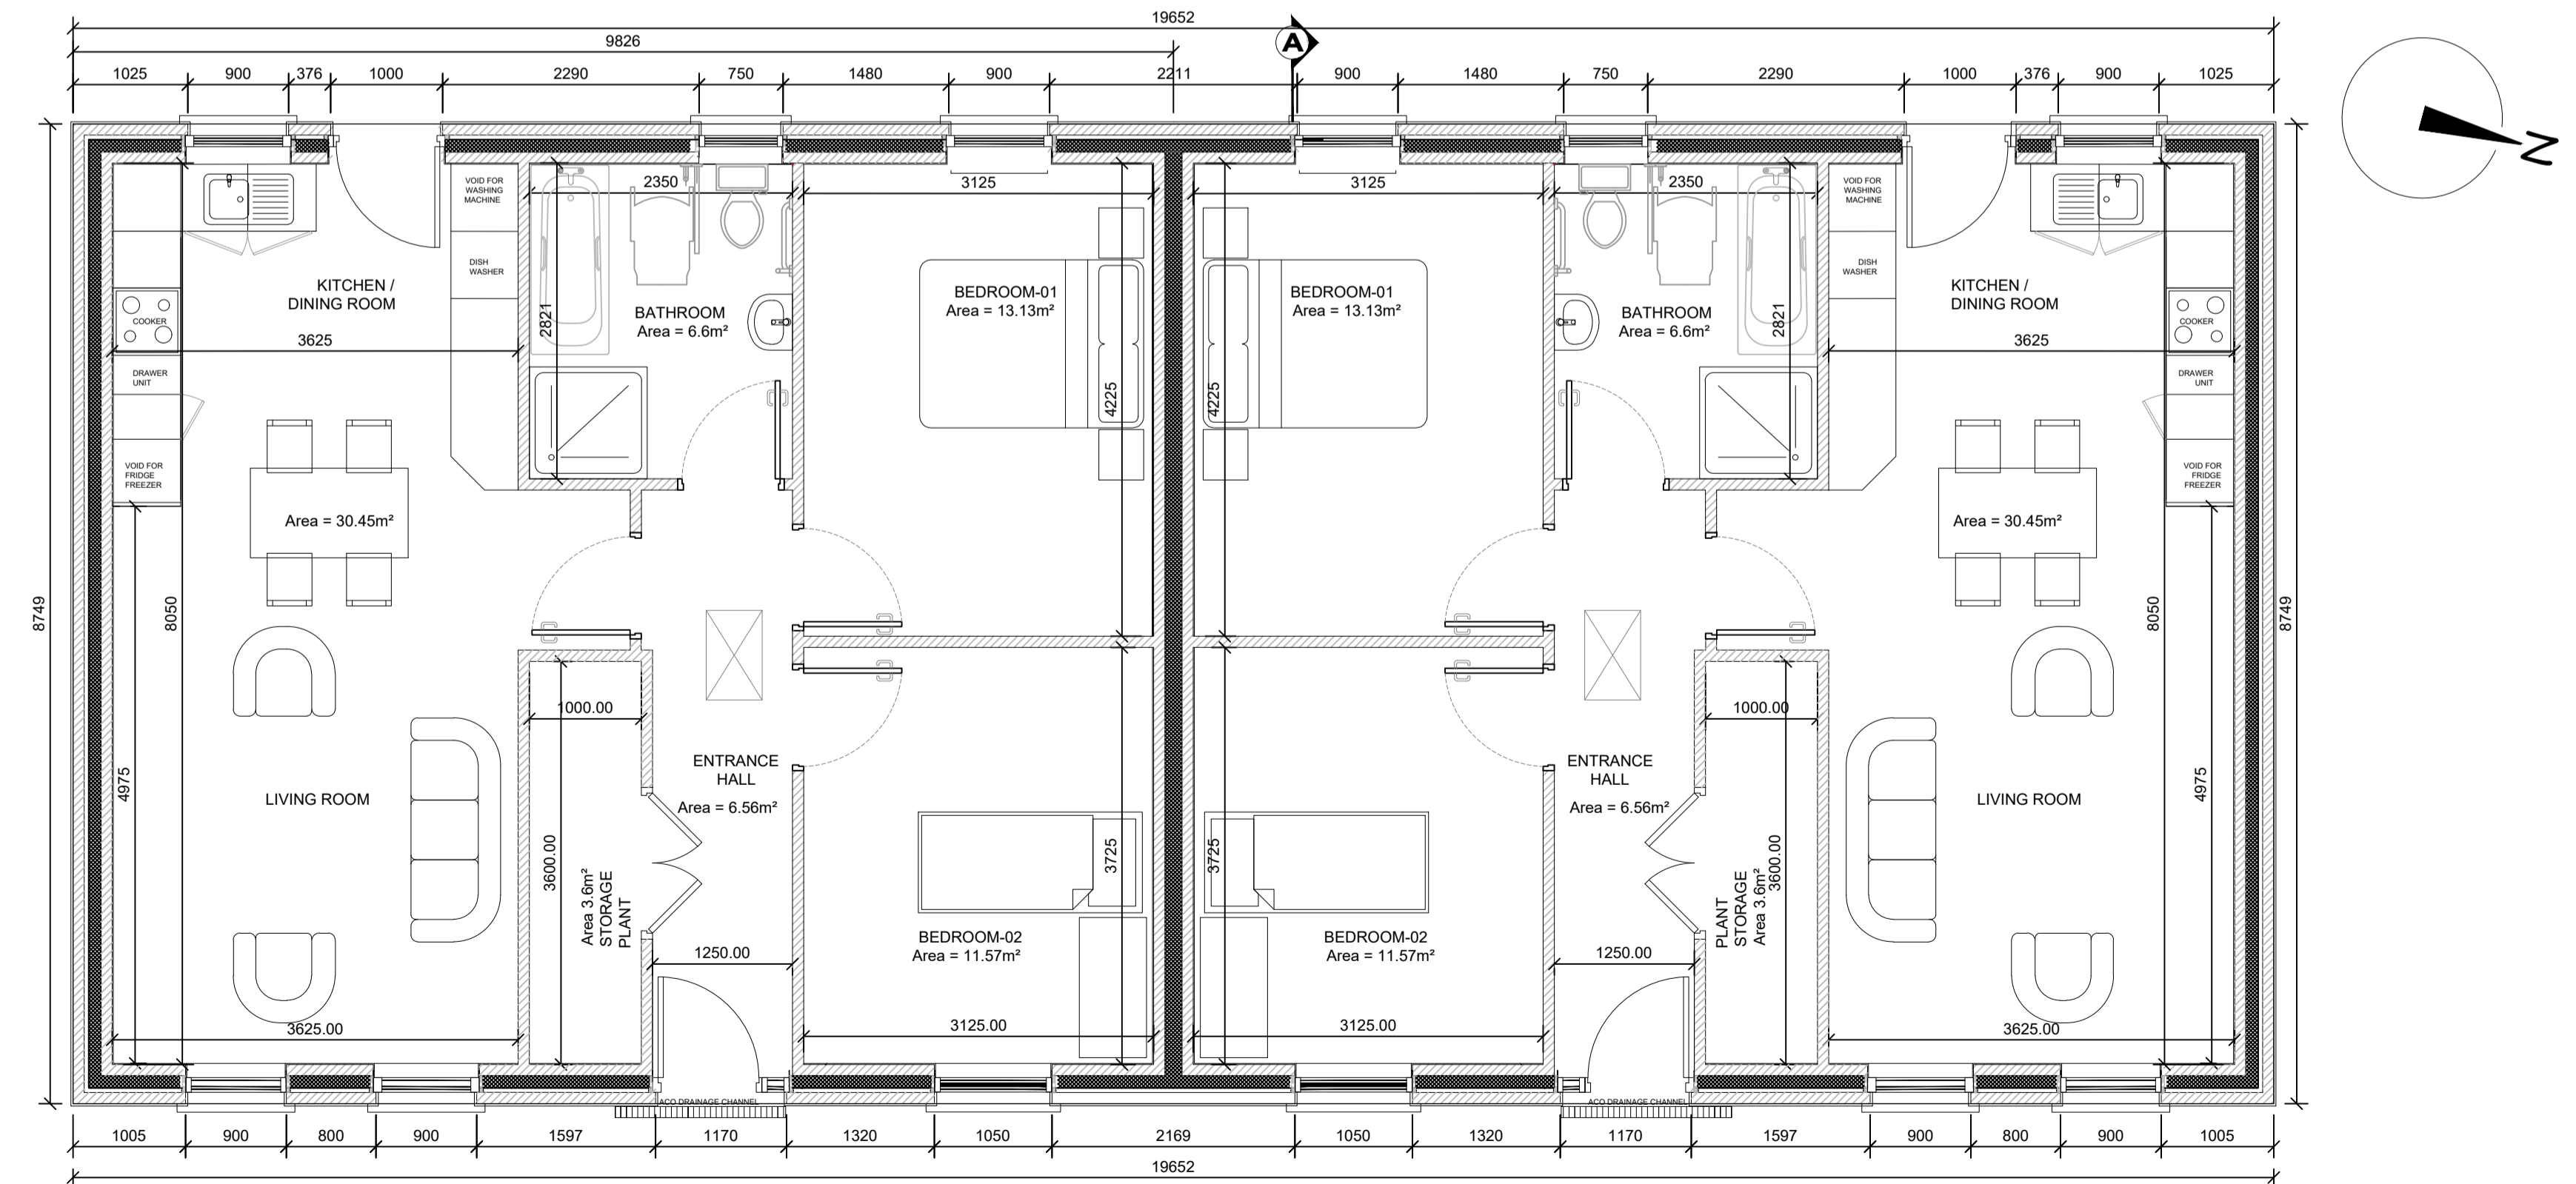 19652
9826
A
1025 900 376 1000 2290 750 1480 900 2211 900 1480 750 2290 1000 376 900 1025
N
VOID FOR
WASHING
MACHINE
2350
3125
3125
2350
VOID FOR
WASHING
MACHINE
DISH
WASHER
DISH
WASHER
KITCHEN /
DINING ROOM
BEDROOM-01
Area = 13.13m²
BEDROOM-01
Area = 13.13m²
KITCHEN /
DINING ROOM
COOKER
2821
BATHROOM
Area = 6.6m²
BATHROOM
Area = 6.6m²
2821
COOKER
3625
3625
DRAWER
UNIT
4225
4225
DRAWER
UNIT
VOID FOR
FRIDGE
FREEZER
VOID FOR
FRIDGE
FREEZER
Area = 30.45m²
Area = 30.45m²
8749
8050
8050
8749
1000.00
1000.00
4975
LIVING ROOM
ENTRANCE
HALL
Area = 6.56m²
ENTRANCE
HALL
Area = 6.56m²
LIVING ROOM
4975
3600.00
Area 3.6m²
STORAGE
PLANT
3725
3725
PLANT
STORAGE
Area 3.6m²
3600.00
1250.00
BEDROOM-02
Area = 11.57m²
BEDROOM-02
Area = 11.57m²
1250.00
3625.00
3125.00
3125.00
3625.00
ACO DRAINAGE CHANNEL
ACO DRAINAGE CHANNEL
1005 900 800 900 1597 1170 1320 1050 2169 1050 1320 1170 1597 900 800 900 1005
19652